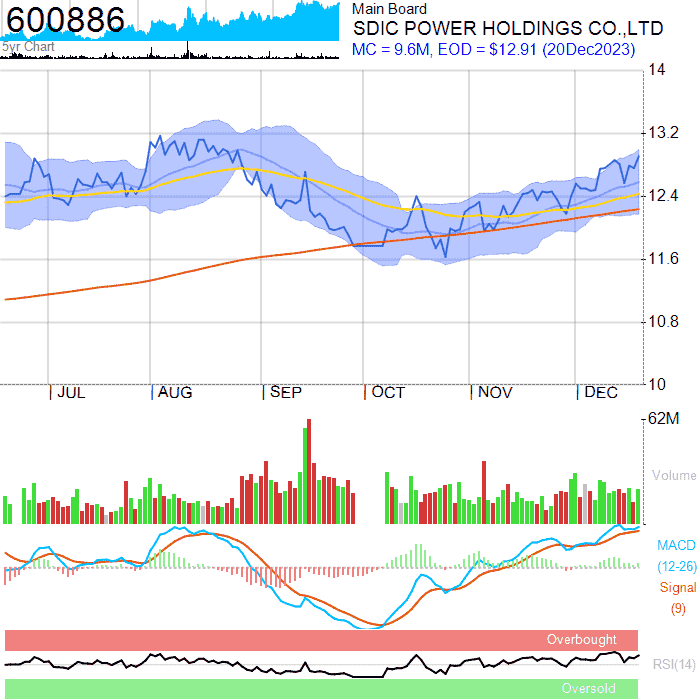 600886
Main Board
SDIC POWER HOLDINGS CO.,LTD
MC = 9.6M, EOD = $12.91 (20Dec2023)
5yr Chart
14
13.2
12.4
11.6
10.8
10
JUL
AUG
SEP
OCT
NOV
DEC
62M
Volume
MACD
(12-26)
Signal
(9)
Overbought
RSI(14)
Oversold